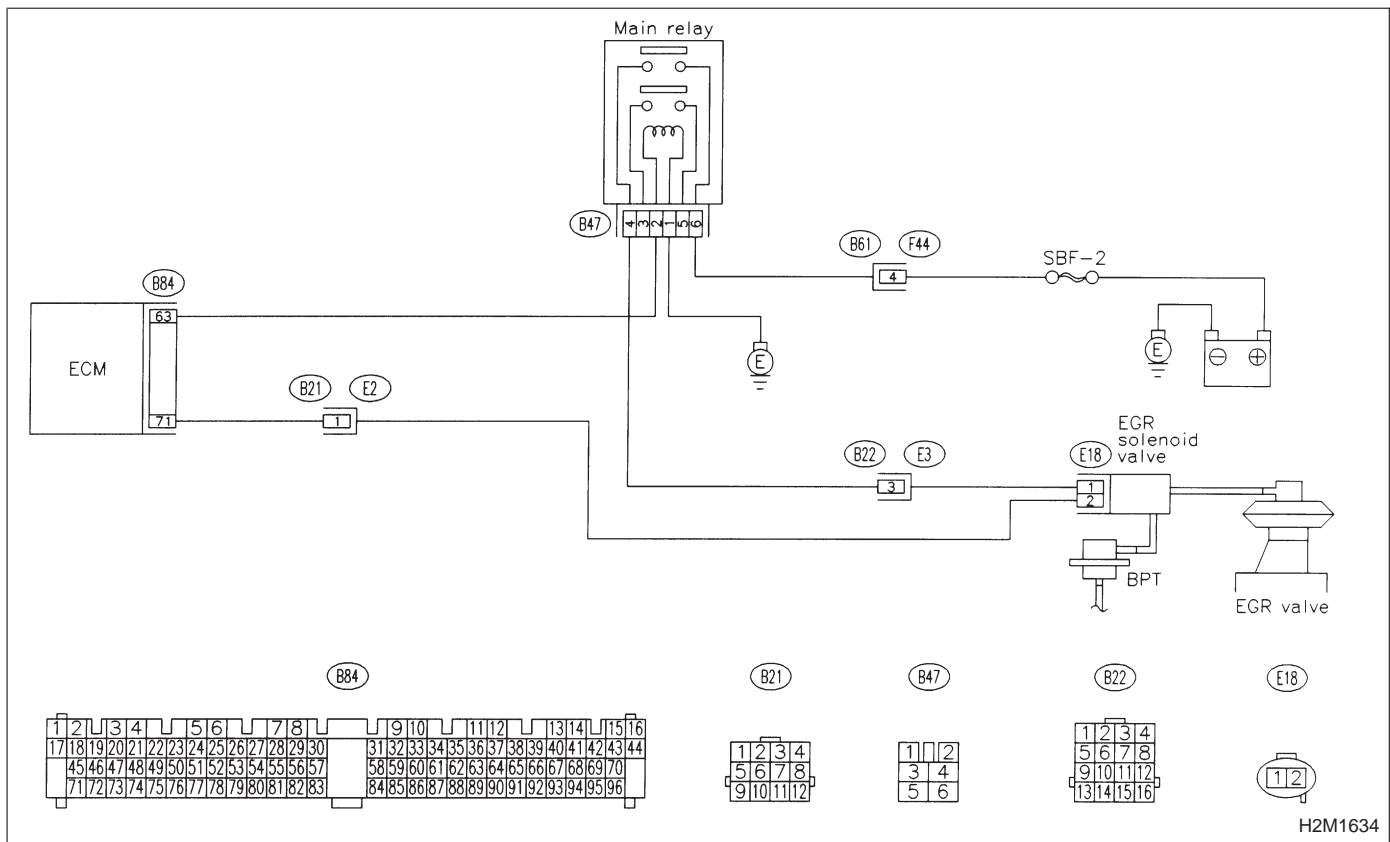 Main relay
B47
4 3 2 1 5 6
B61 F44
SBF-2
4
B84
63
ECM
E
E
⊖ ⊕
B21 E2
71
1
EGR
solenoid
valve
B22 E3
E18
3
1
2
BPT
EGR valve
B84
B21
B47
B22
E18
1 2 3 4 5 6 7 8 9 10 11 12 13 14 15 16
17 18 19 20 21 22 23 24 25 26 27 28 29 30 31 32 33 34 35 36 37 38 39 40 41 42 43 44
45 46 47 48 49 50 51 52 53 54 55 56 57 58 59 60 61 62 63 64 65 66 67 68 69 70
71 72 73 74 75 76 77 78 79 80 81 82 83 84 85 86 87 88 89 90 91 92 93 94 95 96
1 2 3 4
5 6 7 8
9 10 11 12
1 2
3 4
5 6
1 2 3 4
5 6 7 8
9 10 11 12
13 14 15 16
1 2
H2M1634